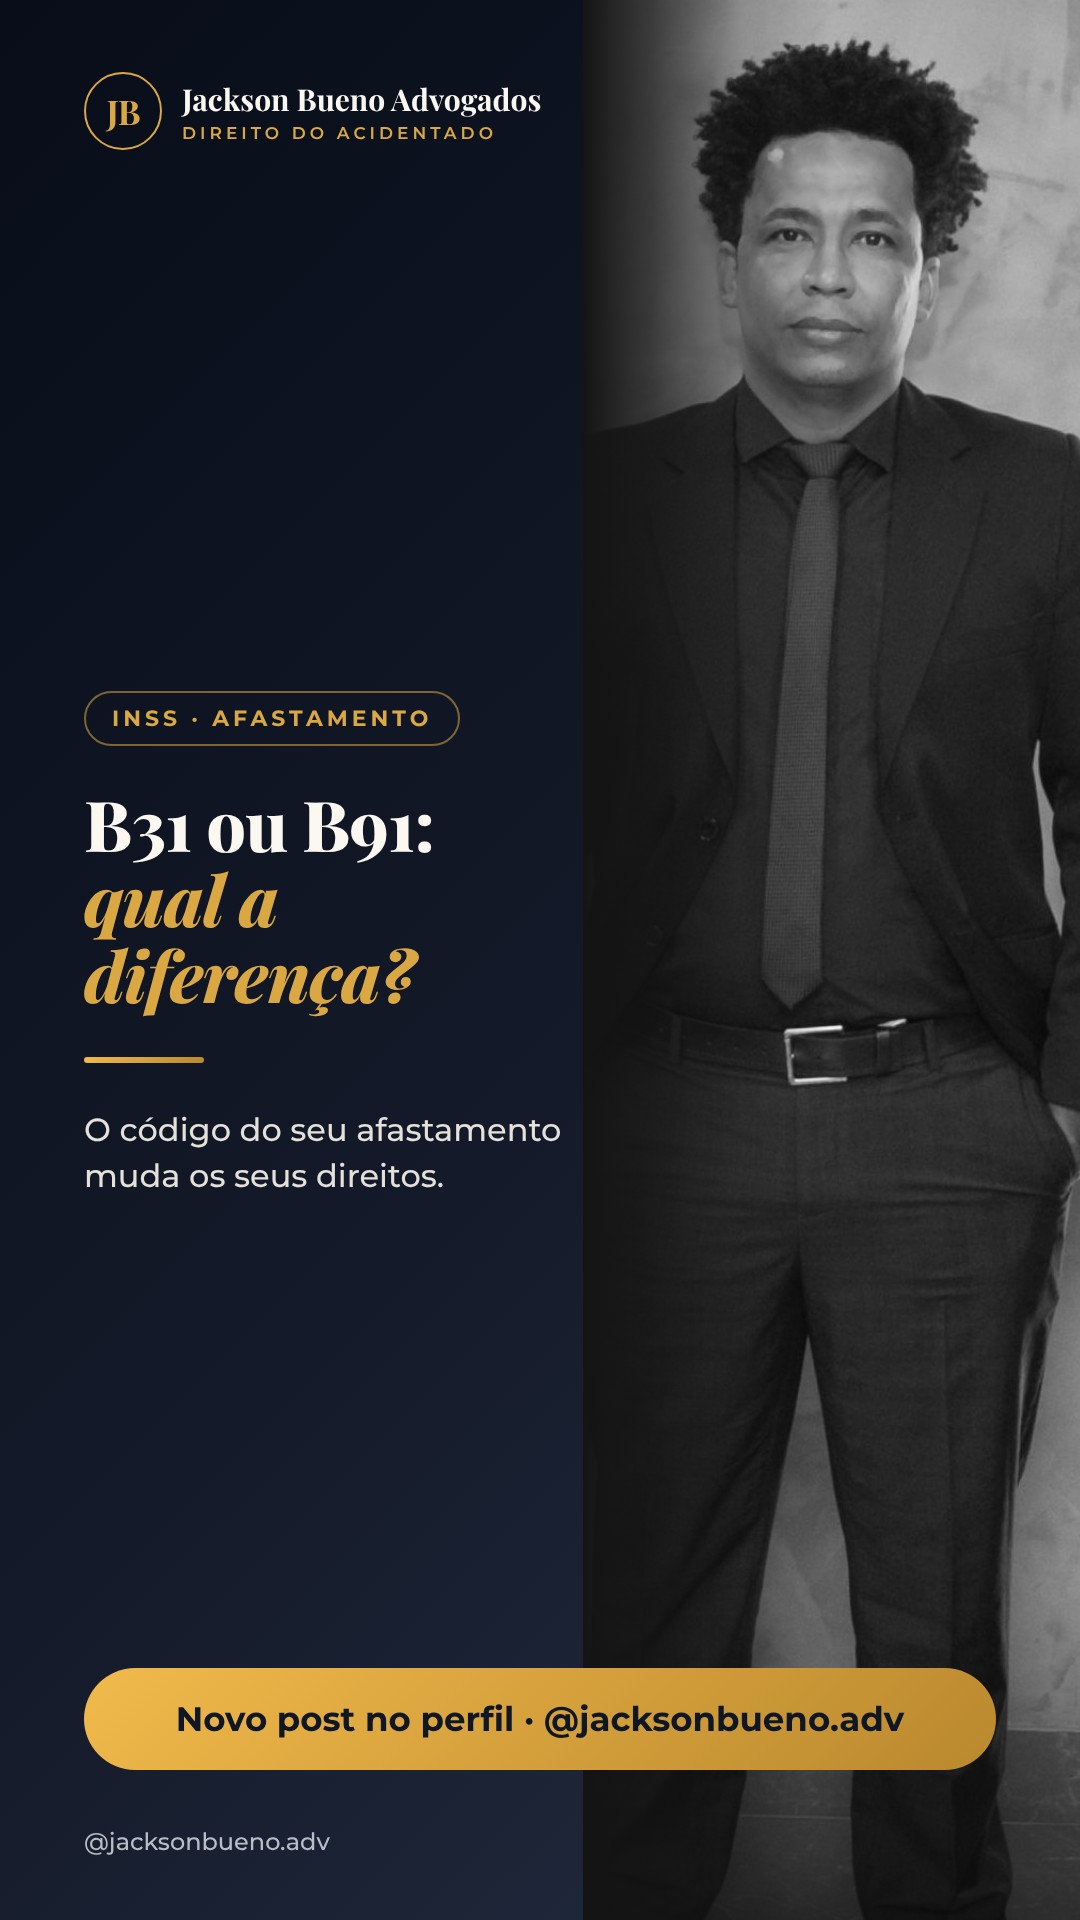 JB
Jackson Bueno Advogados
DIREITO DO ACIDENTADO
INSS · AFASTAMENTO
B31 ou B91:
qual a
diferença?
O código do seu afastamento
muda os seus direitos.
Novo post no perfil · @jacksonbueno.adv
@jacksonbueno.adv